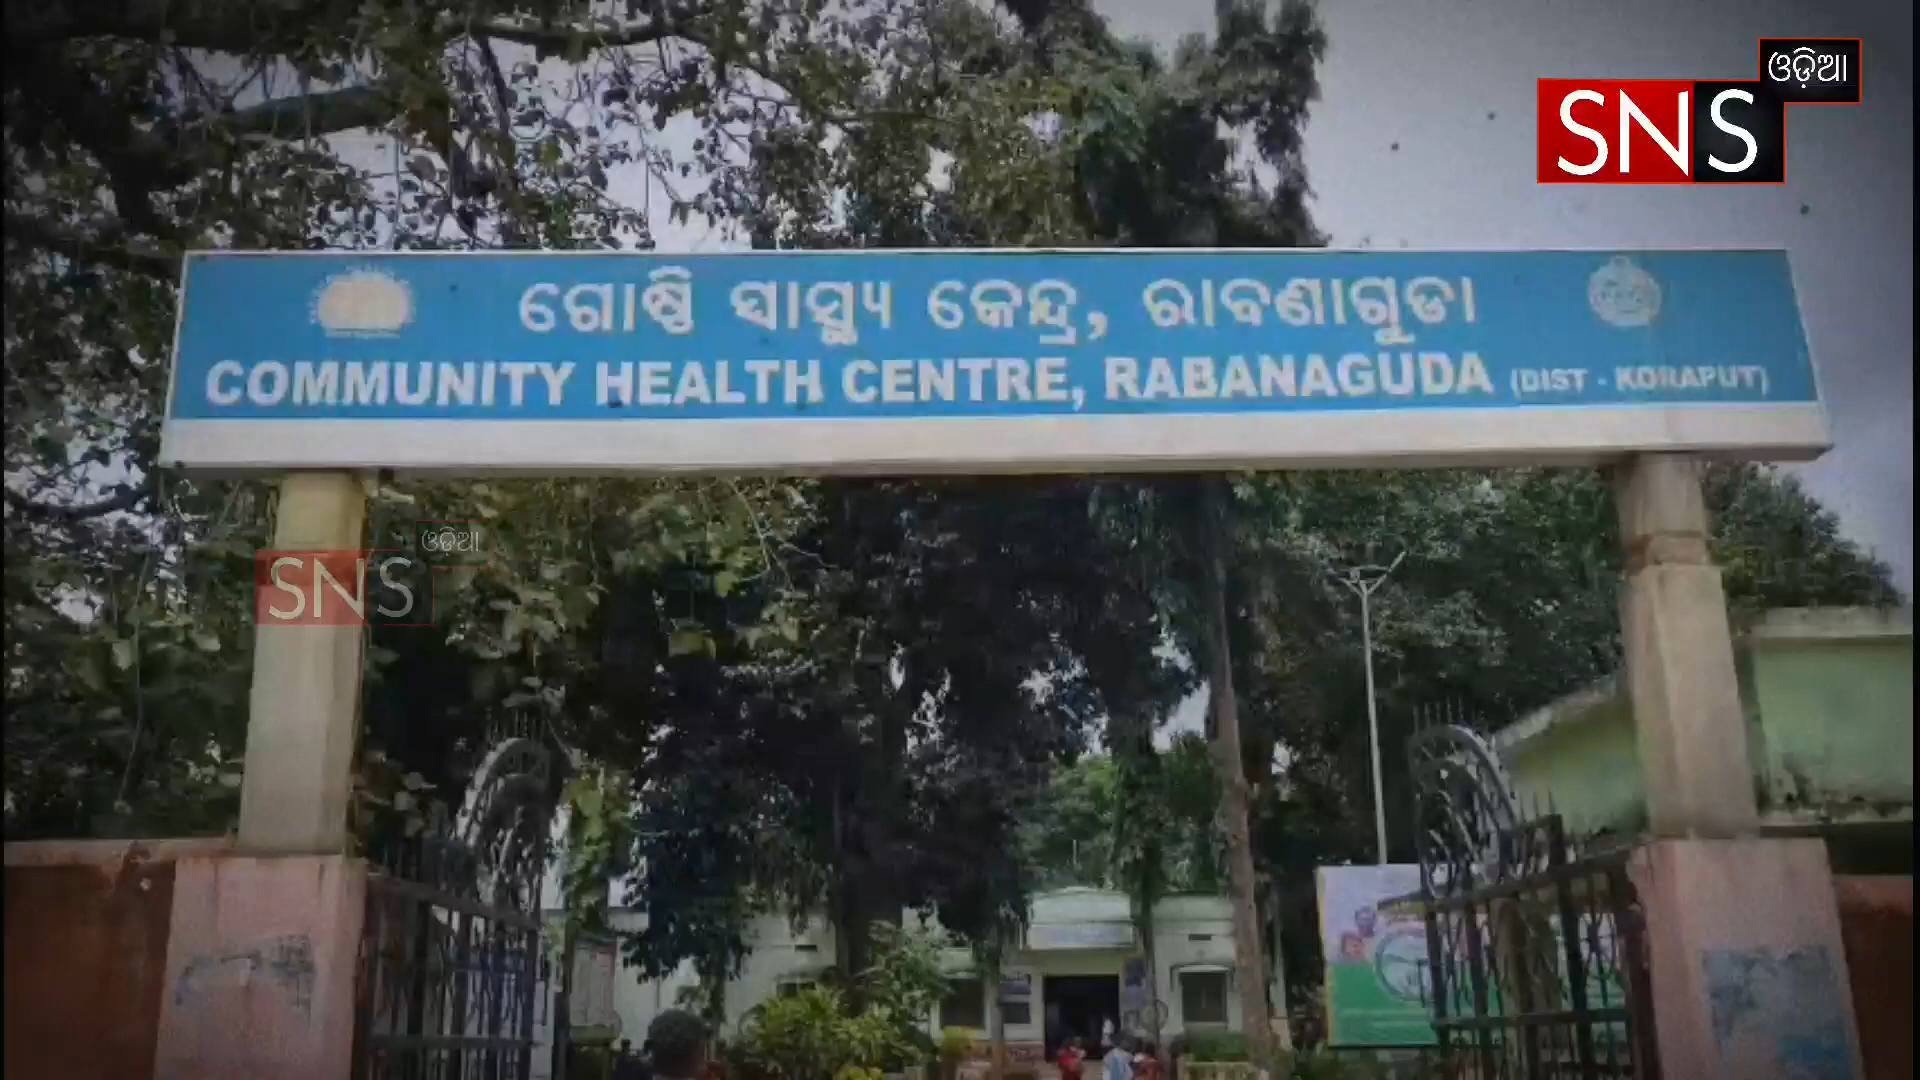 ଓଡ଼ିଆ
SNS
ଗୋଷ୍ଠି ସ୍ୱାସ୍ଥ୍ୟ କେନ୍ଦ୍ର, ରାବଣାଗୁଡା
COMMUNITY HEALTH CENTRE, RABANAGUDA (DIST - KORAPUT)
ଓଡ଼ିଆ
SNS